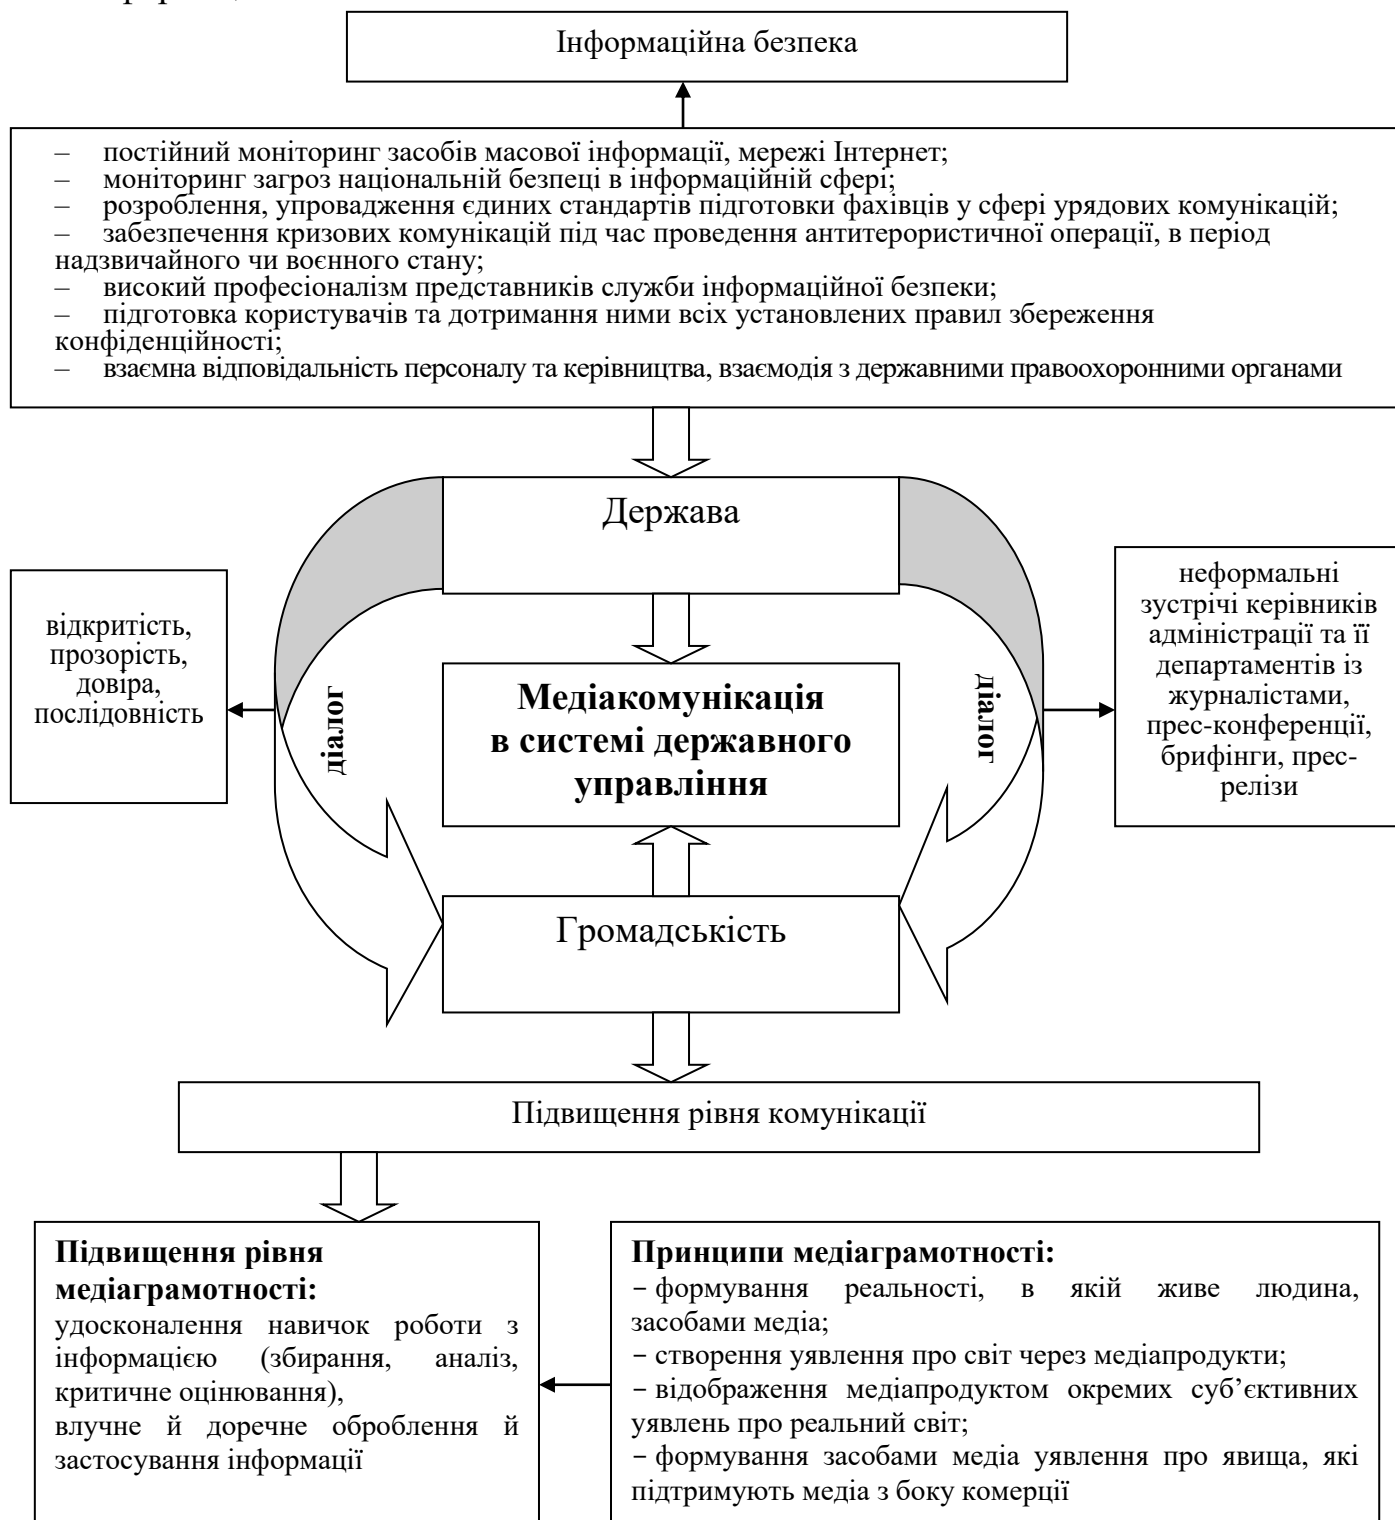 Інформаційна безпека
– постійний моніторинг засобів масової інформації, мережі Інтернет;
– моніторинг загроз національній безпеці в інформаційній сфері;
– розроблення, упровадження єдиних стандартів підготовки фахівців у сфері урядових комунікацій;
– забезпечення кризових комунікацій під час проведення антитерористичної операції, в період
надзвичайного чи воєнного стану;
– високий професіоналізм представників служби інформаційної безпеки;
– підготовка користувачів та дотримання ними всіх установлених правил збереження
конфіденційності;
– взаємна відповідальність персоналу та керівництва, взаємодія з державними правоохоронними органами
Держава
відкритість,
прозорість,
довіра,
послідовність
діалог
Медіакомунікація
в системі державного
управління
діалог
неформальні
зустрічі керівників
адміністрації та її
департаментів із
журналістами,
прес-конференції,
брифінги, прес-
релізи
Громадськість
Підвищення рівня комунікації
Підвищення рівня
медіаграмотності:
удосконалення навичок роботи з
інформацією (збирання, аналіз,
критичне оцінювання),
влучне й доречне оброблення й
застосування інформації
Принципи медіаграмотності:
– формування реальності, в якій живе людина,
засобами медіа;
– створення уявлення про світ через медіапродукти;
– відображення медіапродуктом окремих суб’єктивних
уявлень про реальний світ;
– формування засобами медіа уявлення про явища, які
підтримують медіа з боку комерції